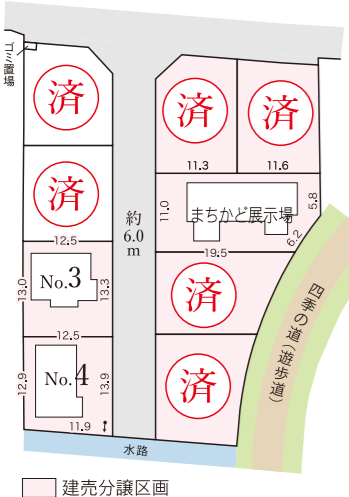 ゴミ置場
済
済
済
11.3
済
11.6
済
12.5
約
6.0
m
11.0
まちかど展示場
5.8
6.2
19.5
13.0
No.3
13.3
済
12.5
四季の道(遊歩道)
12.9
No.4
13.9
済
11.9
水路
建売分譲区画